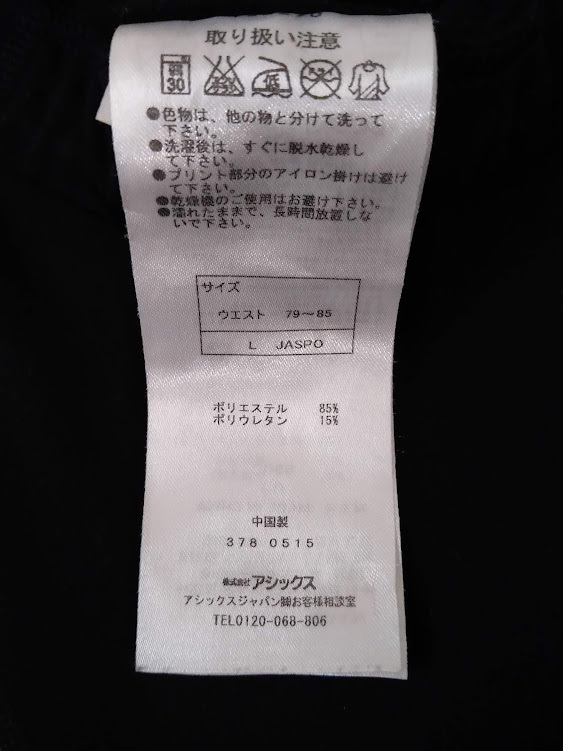 取り扱い注意
弱
30
低
●色物は、他の物と分けて洗って
下さい。
●洗濯後は、すぐに脱水乾燥し
て下さい。
●プリント部分のアイロン掛けは避け
て下さい。
●乾燥機のご使用はお避け下さい。
●濡れたままで、長時間放置しな
いで下さい。
サイズ
ウエスト 79～85
L JASPO
ポリエステル 85%
ポリウレタン 15%
中国製
378 0515
株式会社アシックス
アシックスジャパン㈱お客様相談室
TEL0120-068-806